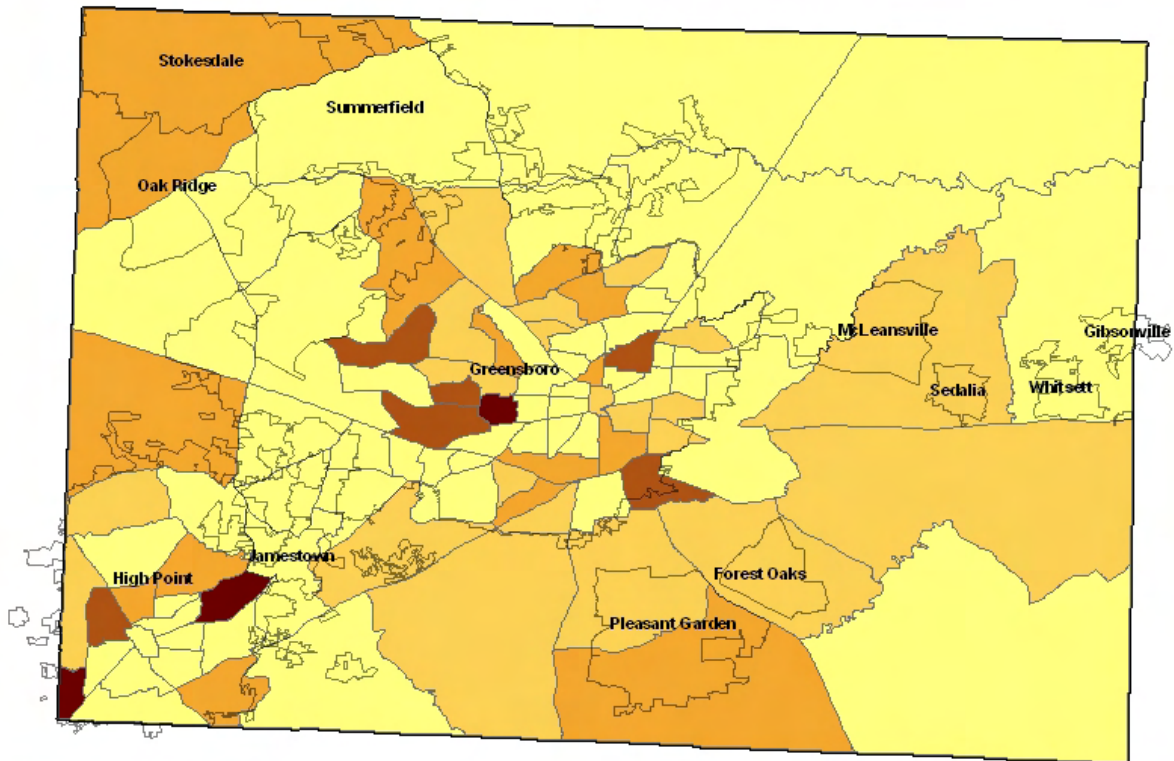 Stokesdale
Summerfield
Oak Ridge
McLeansville
Gibsonville
Greensboro
Sedalia
Whitsett
Jamestown
High Point
Forest Oaks
Pleasant Garden